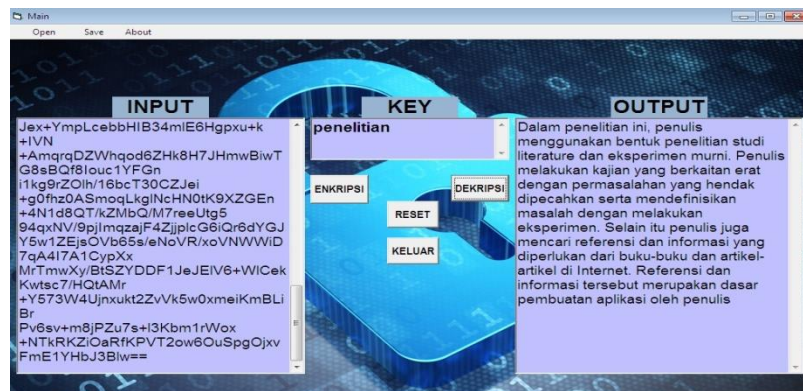 Main
Open Save About
INPUT
KEY
OUTPUT
Jex+YmpLcebbHIB34mlE6Hgpxu+k
+IVN
+AmqrqDZWhqod6ZHk8H7JHmwBiwT
G8sBQf8Iouc1YFGn
i1kg9rZOlh/16bcT30CZJei
+g0fhz0ASmoqLkglNcHN0tK9XZGEn
+4N1d8QT/kZMbQ/M7reeUtg5
94qxNV/9pjImqzajF4ZjjplcG6iQr6dYGJ
Y5w1ZEjsOVb65s/eNoVR/xoVNWWiD
7qA4I7A1CypXx
MrTmwXy/BtSZYDDF1JeJEIV6+WlCek
Kwtsc7/HQtAMr
+Y573W4Ujnxukt2ZvVk5w0xmeiKmBLi
Br
Pv6sv+m8jPZu7s+l3Kbm1rWox
+NTkRKZiOaRfKPVT2ow6OuSpgOjxv
FmE1YHbJ3Blw==
penelitian
ENKRIPSI
DEKRIPSI
RESET
KELUAR
Dalam penelitian ini, penulis
menggunakan bentuk penelitian studi
literature dan eksperimen murni. Penulis
melakukan kajian yang berkaitan erat
dengan permasalahan yang hendak
dipecahkan serta mendefinisikan
masalah dengan melakukan
eksperimen. Selain itu penulis juga
mencari referensi dan informasi yang
diperlukan dari buku-buku dan artikel-
artikel di Internet. Referensi dan
informasi tersebut merupakan dasar
pembuatan aplikasi oleh penulis